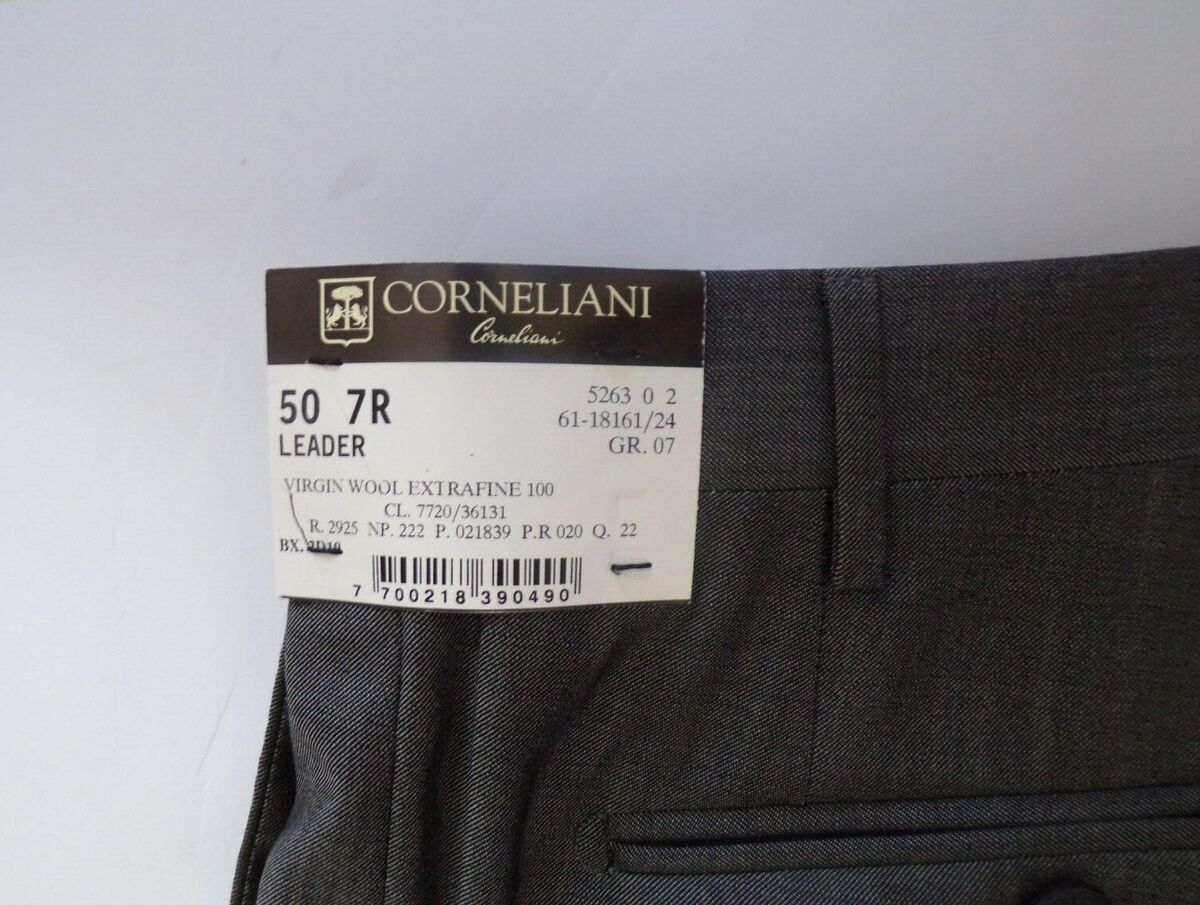 CORNELIANI
Corneliani
50 7R
LEADER
5263 0 2
61-18161/24
GR. 07
VIRGIN WOOL EXTRAFINE 100
CL. 7720/36131
R. 2925 NP. 222 P. 021839 P.R 020 Q. 22
BX.
7 700218 390490